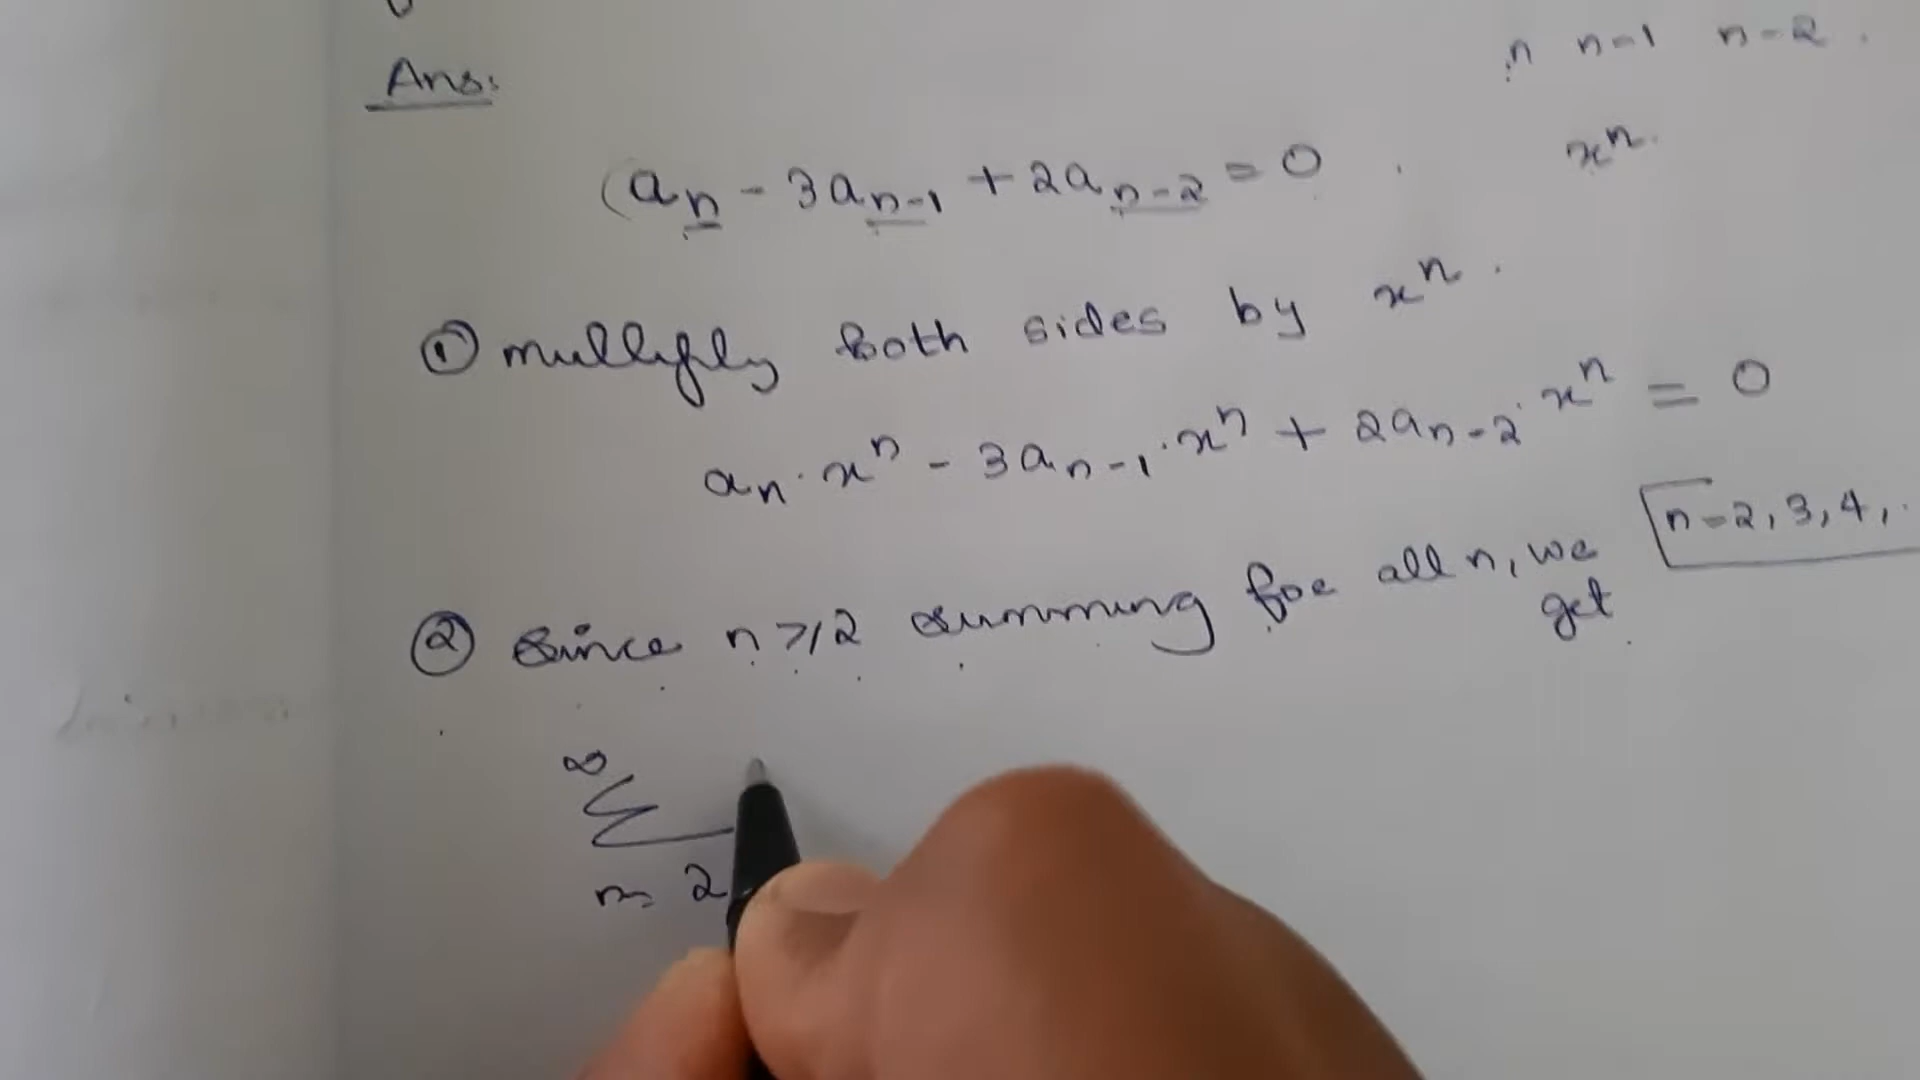 n n-1 n-2.
Ans:
xⁿ.
(aₙ - 3aₙ₋₁ + 2aₙ₋₂ = 0.
① multiply both sides by xⁿ.
aₙ·xⁿ - 3aₙ₋₁·xⁿ + 2aₙ₋₂·xⁿ = 0
n=2,3,4,.
② since n≥2 summing for all n, we
get
∞
Σ
n=2